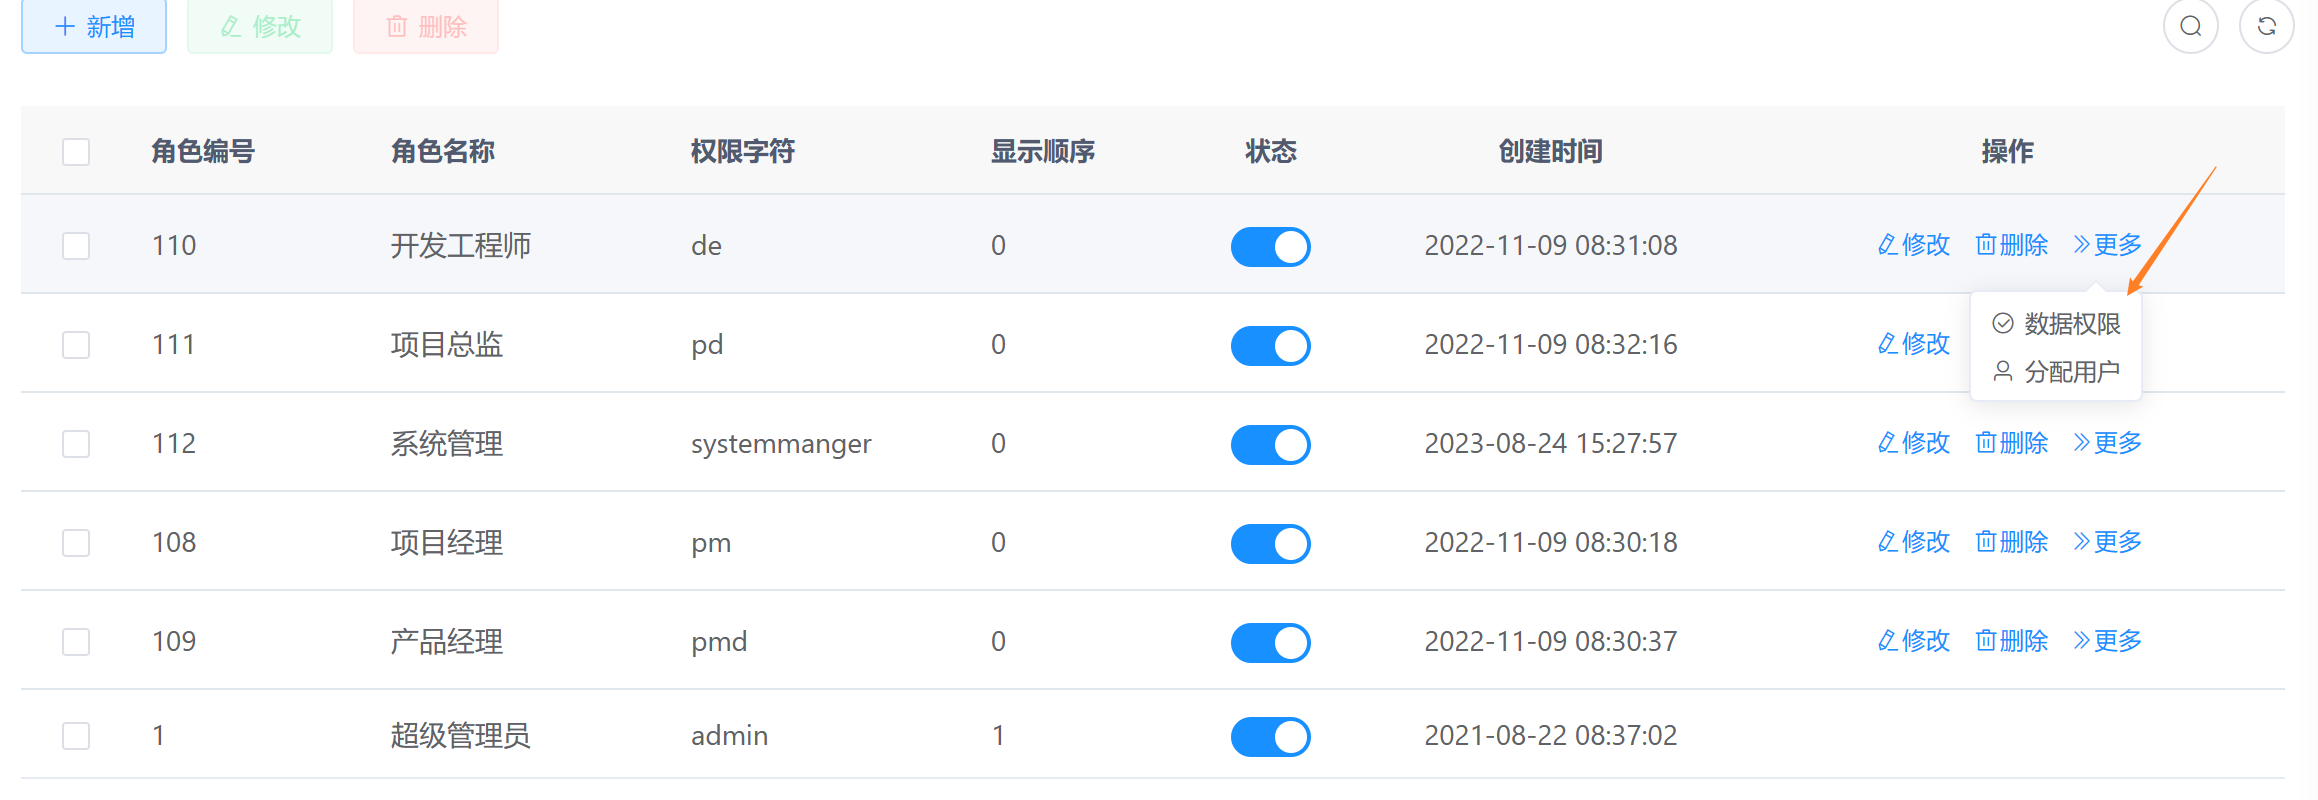 新增 修改 删除
角色编号 角色名称 权限字符 显示顺序 状态 创建时间 操作
110 开发工程师 de 0 2022-11-09 08:31:08 修改 删除 更多
数据权限
111 项目总监 pd 0 2022-11-09 08:32:16 修改
分配用户
112 系统管理 systemmanger 0 2023-08-24 15:27:57 修改 删除 更多
108 项目经理 pm 0 2022-11-09 08:30:18 修改 删除 更多
109 产品经理 pmd 0 2022-11-09 08:30:37 修改 删除 更多
1 超级管理员 admin 1 2021-08-22 08:37:02